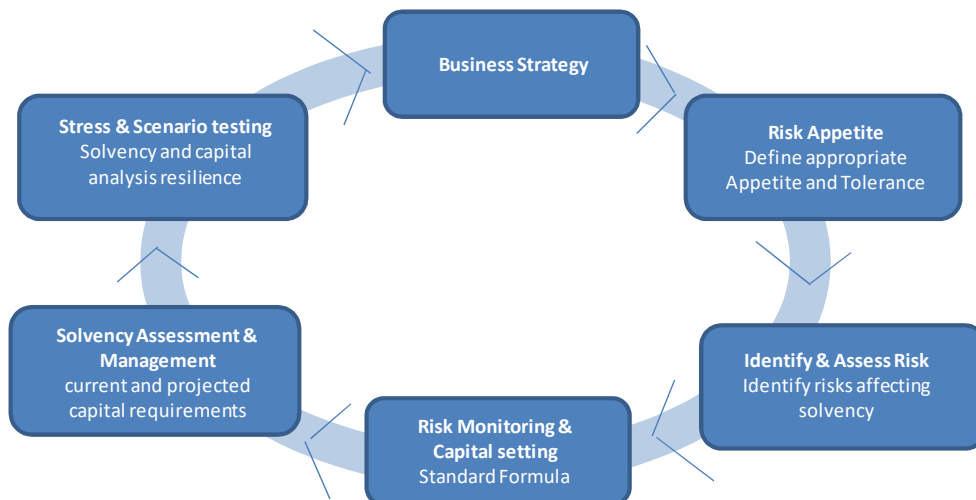 Business Strategy
Risk Appetite
Define appropriate
Appetite and Tolerance
Identify & Assess Risk
Identify risks affecting
solvency
Risk Monitoring &
Capital setting
Standard Formula
Solvency Assessment &
Management
current and projected
capital requirements
Stress & Scenario testing
Solvency and capital
analysis resilience